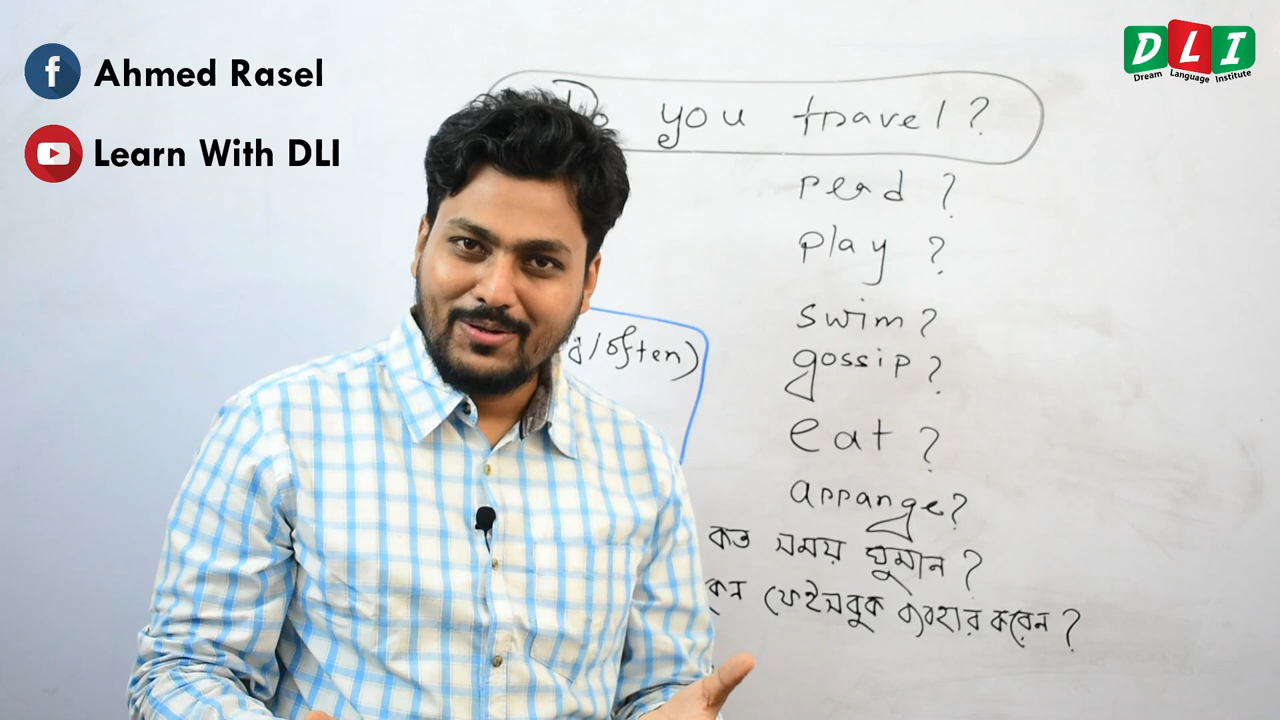 Ahmed Rasel
Learn With DLI
DLI
Dream Language Institute
Do you travel?
read?
play?
swim?
gossip?
/often)
eat?
arrange?
কত সময় ঘুমান?
ফেইসবুক ব্যবহার করেন?